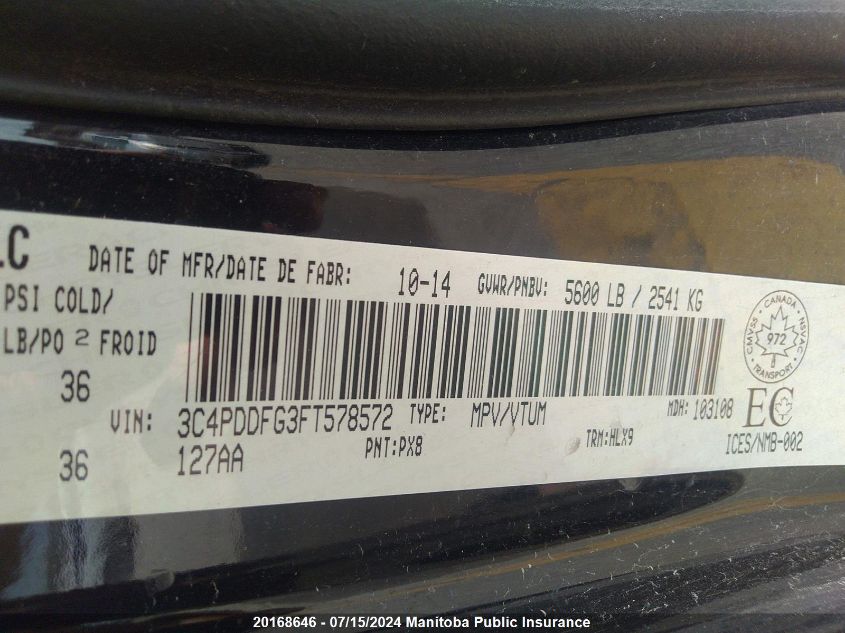 LC
DATE OF MFR/DATE DE FABR: 10-14 GVWR/PNBV: 5600 LB / 2541 KG
PSI COLD/
LB/PO 2 FROID
36
VIN: 3C4PDDFG3FT578572 TYPE: MPV/VTUM MDH: 103108
36
127AA PNT:PX8 TRM:HLX9
CANADA
CMVSS NSVAC
972
TRANSPORT
EC
ICES/NMB-002
20168646 - 07/15/2024 Manitoba Public Insurance